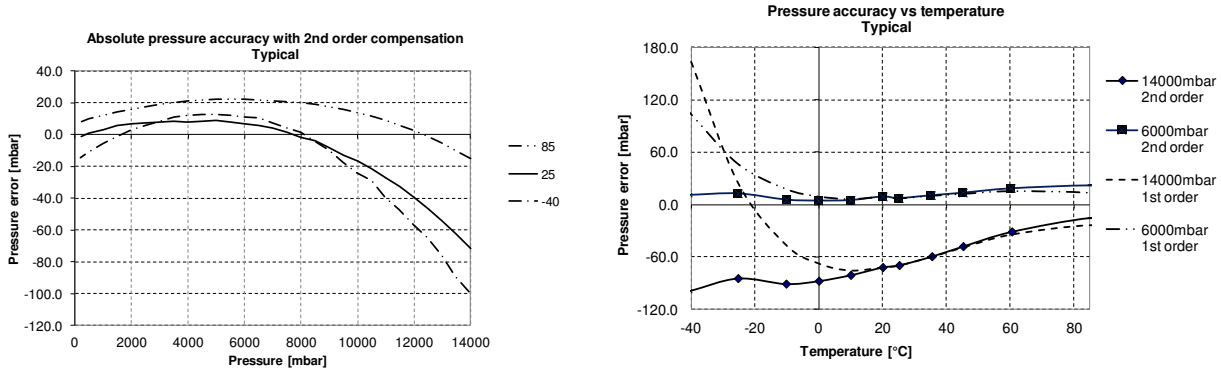 Absolute pressure accuracy with 2nd order compensation
Typical
Pressure error [mbar]
40.0
20.0
0.0
-20.0
-40.0
-60.0
-80.0
-100.0
-120.0
0 2000 4000 6000 8000 10000 12000 14000
Pressure [mbar]
85
25
-40
Pressure accuracy vs temperature
Typical
Pressure error [mbar]
180.0
120.0
60.0
0.0
-60.0
-120.0
-40 -20 0 20 40 60 80
Temperature [°C]
14000mbar
2nd order
6000mbar
2nd order
14000mbar
1st order
6000mbar
1st order